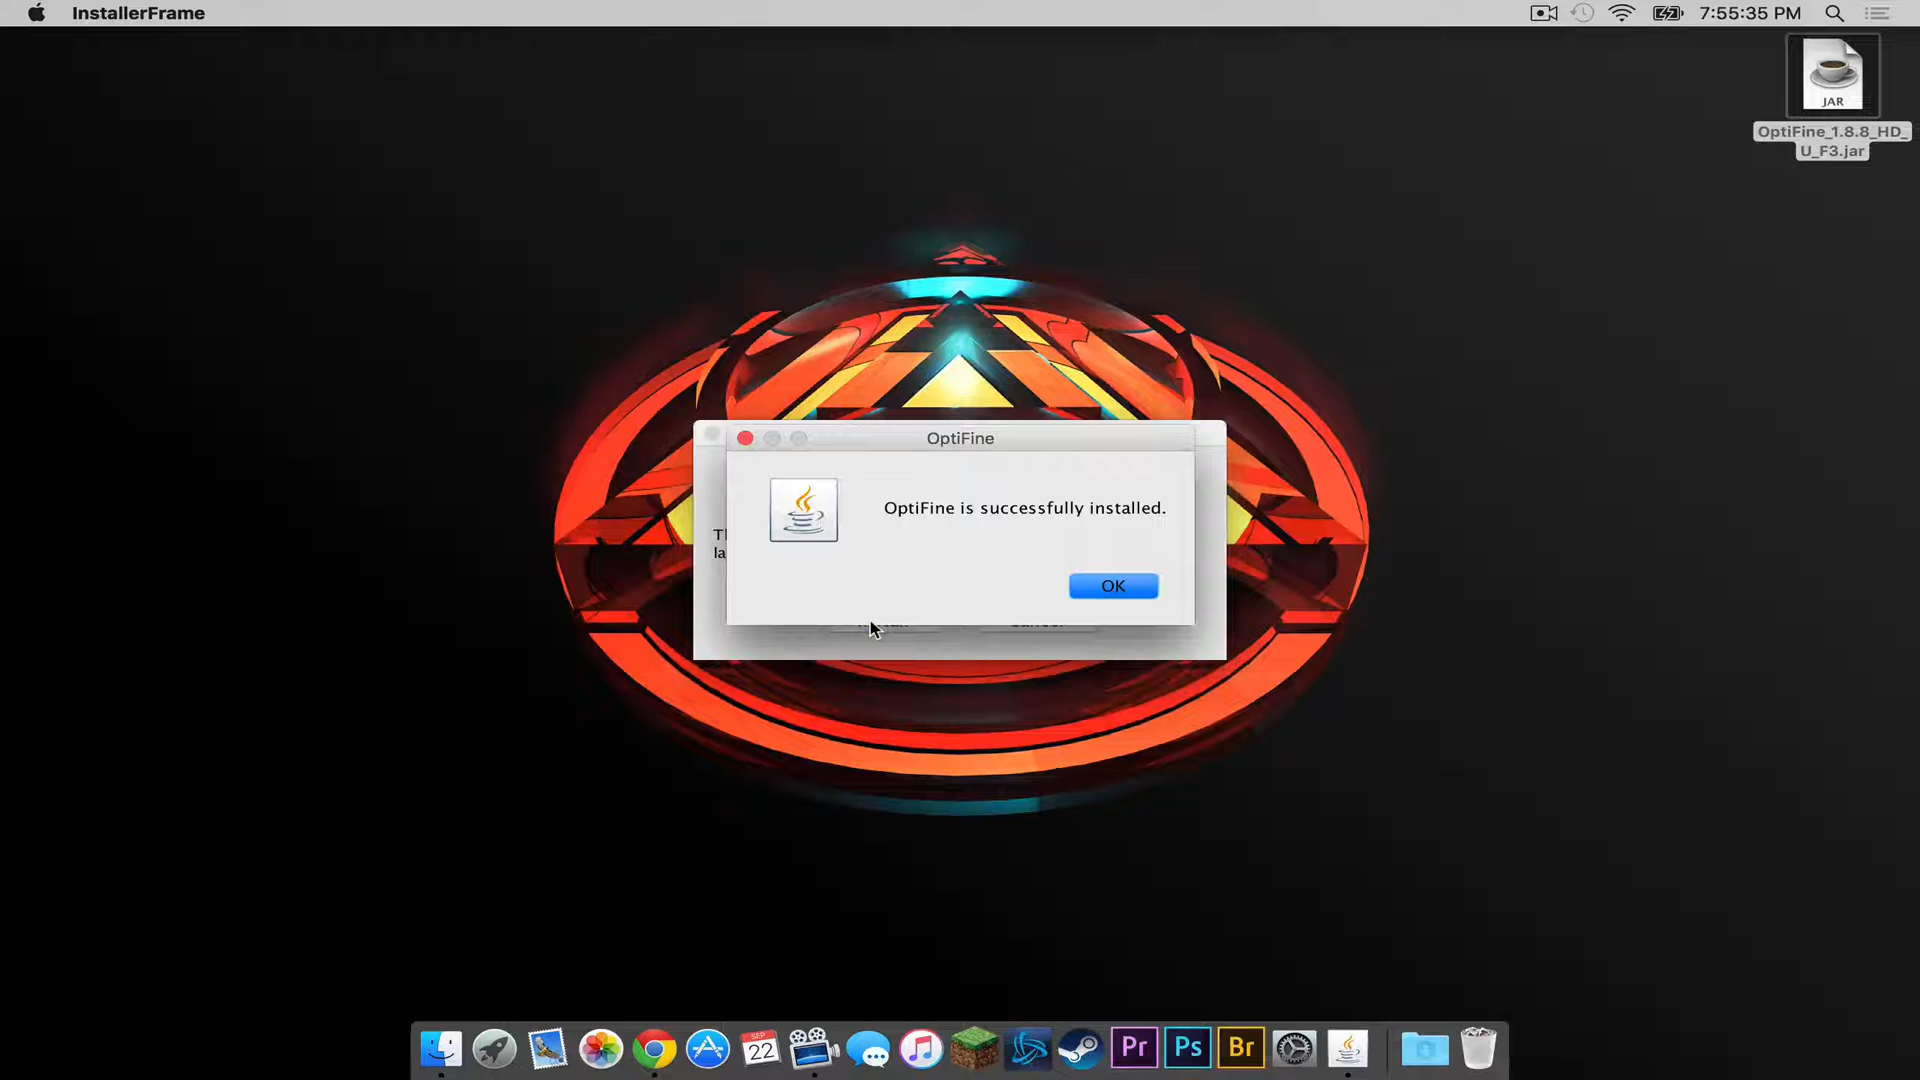 InstallerFrame
7:55:35 PM
JAR
OptiFine_1.8.8_HD_
U_F3.jar
OptiFine
OptiFine is successfully installed.
OK
SEP
22
Pr
Ps
Br